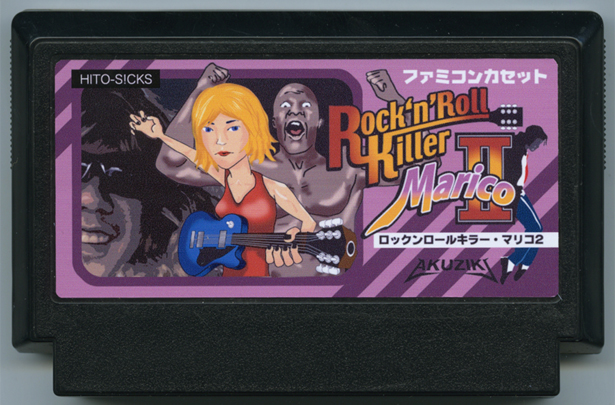 HITO-S!CKS
ファミコンカセット
Rock'n'Roll
Killer
Marico
II
ロックンロールキラー・マリコ2
AKUZIKI